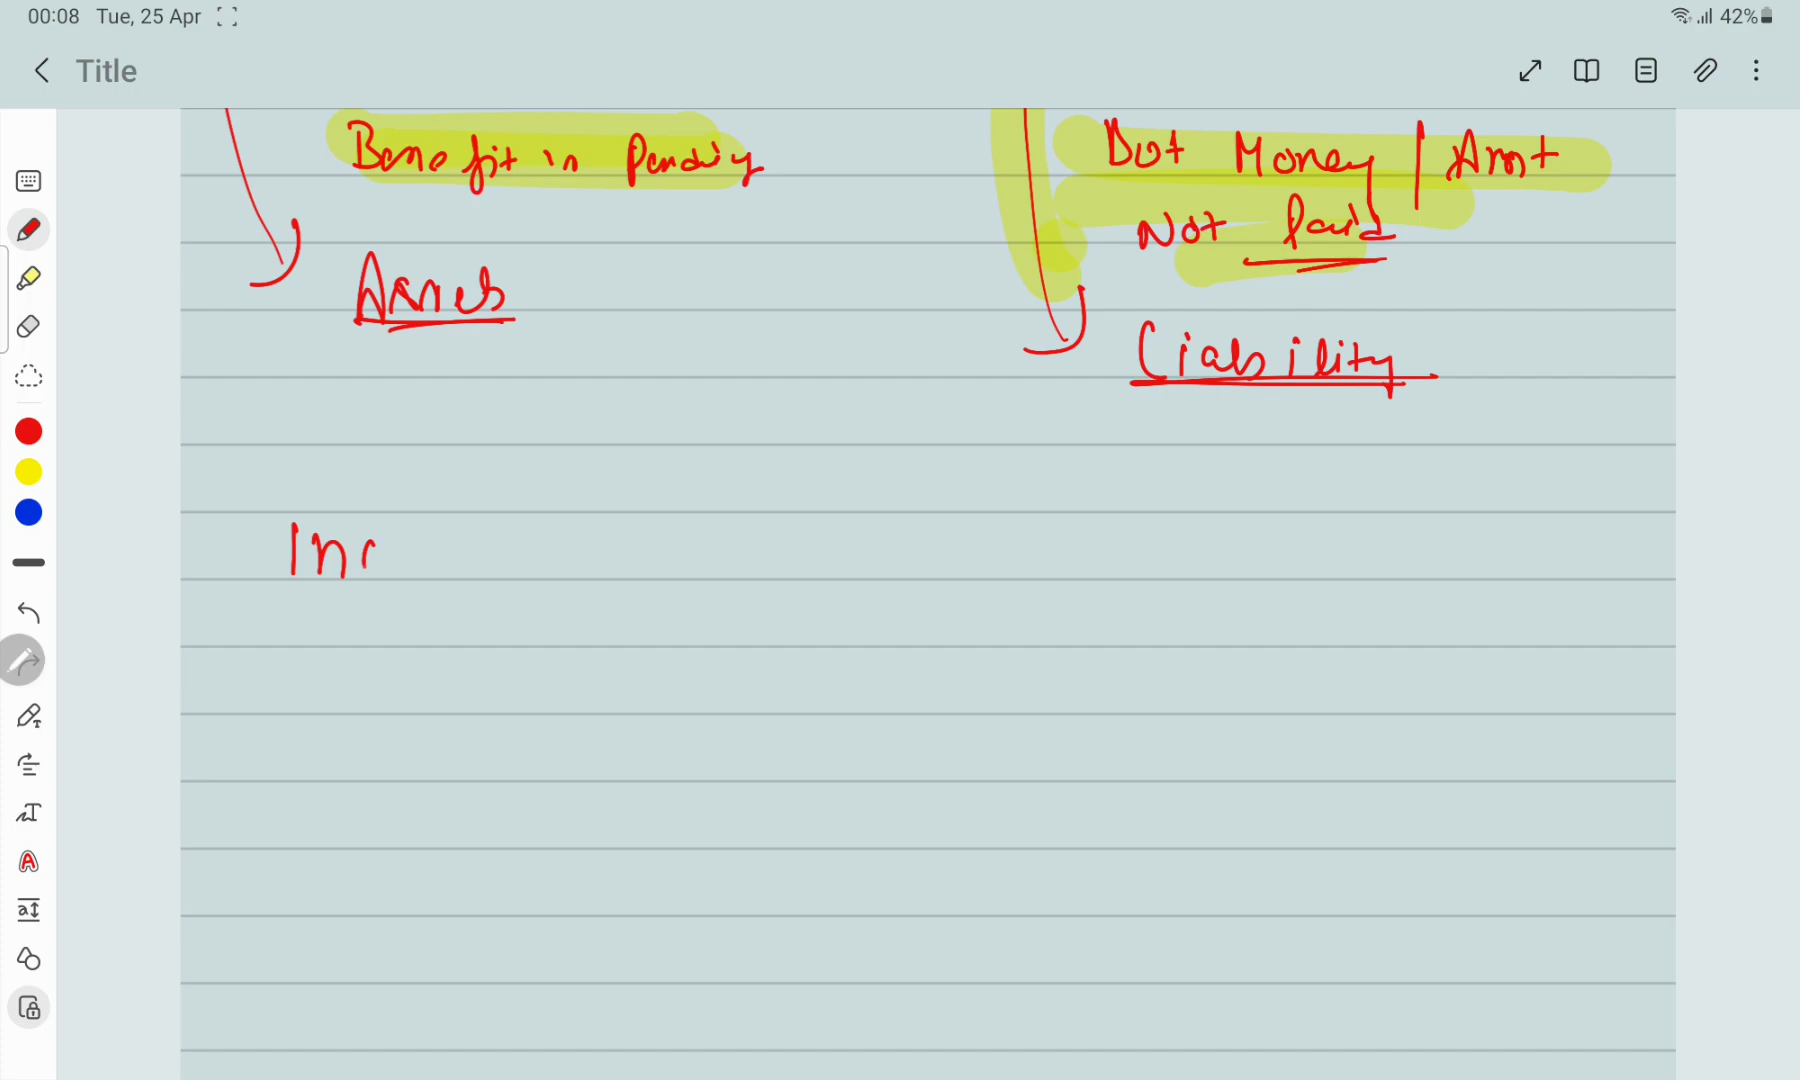 00:08 Tue, 25 Apr 42%
Title
Benefit in Pending
But Money | Amt
Not Paid
Assets
Liability
Inc